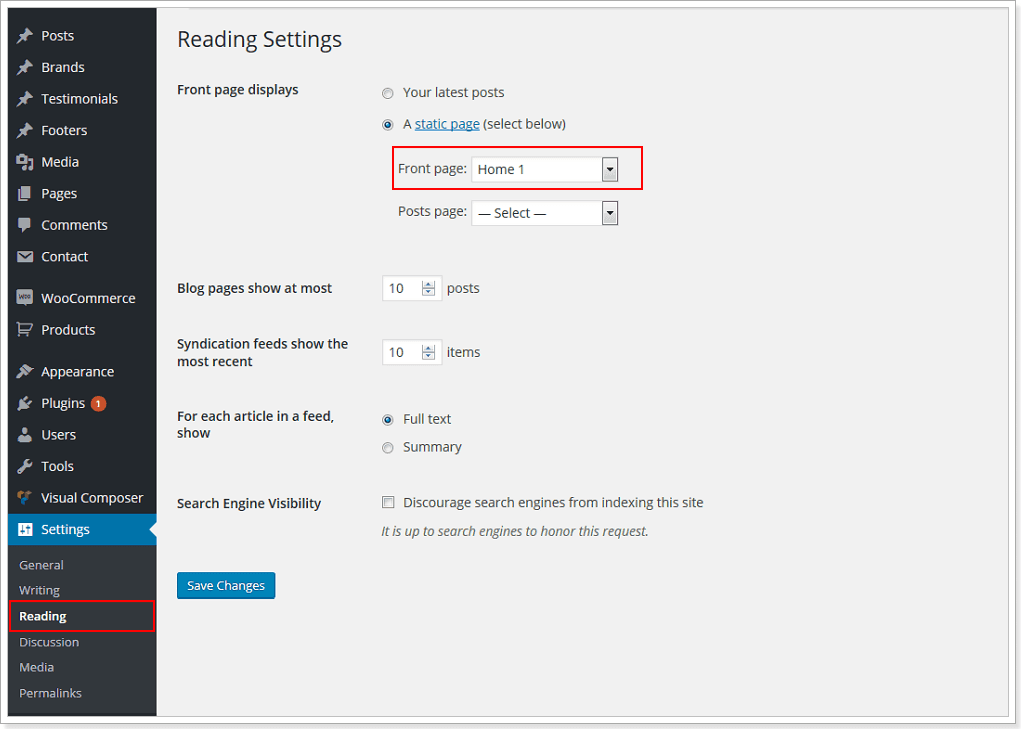 Posts
Brands
Testimonials
Footers
Media
Pages
Comments
Contact
WOO
WooCommerce
Products
Appearance
Plugins 1
Users
Tools
Visual Composer
Settings
General
Writing
Reading
Discussion
Media
Permalinks
Reading Settings
Front page displays
Your latest posts
A static page (select below)
Front page: Home 1
Posts page: — Select —
Blog pages show at most
10 posts
Syndication feeds show the
most recent
10 items
For each article in a feed,
show
Full text
Summary
Search Engine Visibility
Discourage search engines from indexing this site
It is up to search engines to honor this request.
Save Changes